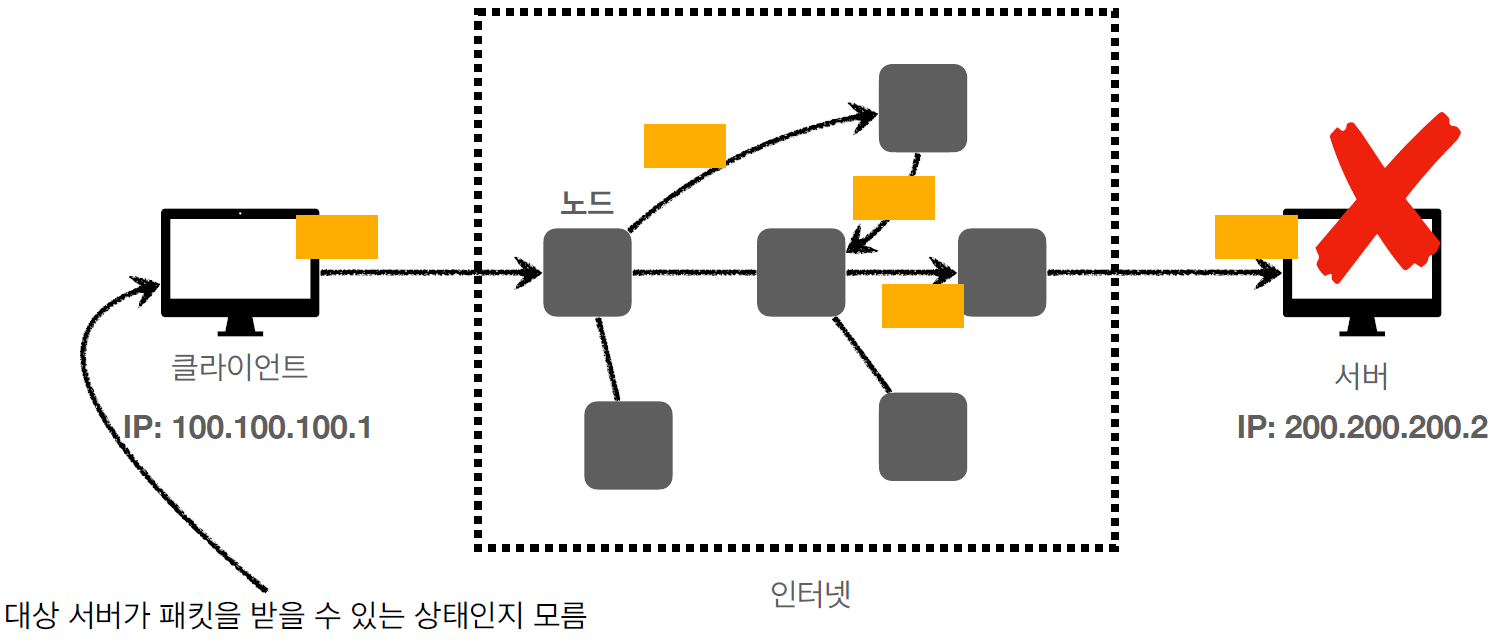 노드
클라이언트
IP: 100.100.100.1
서버
IP: 200.200.200.2
인터넷
대상 서버가 패킷을 받을 수 있는 상태인지 모름